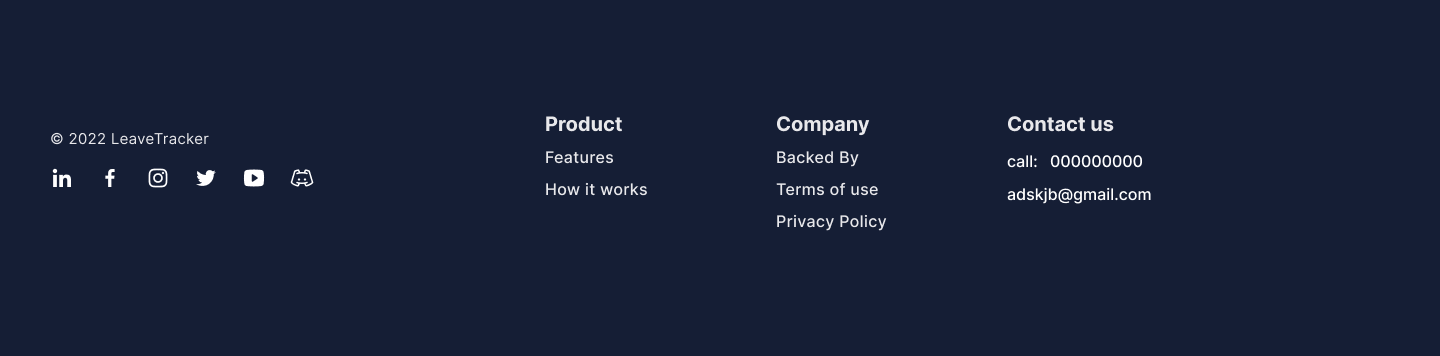 © 2022 LeaveTracker
Product
Features
How it works
Company
Backed By
Terms of use
Privacy Policy
Contact us
call: 000000000
adskjb@gmail.com